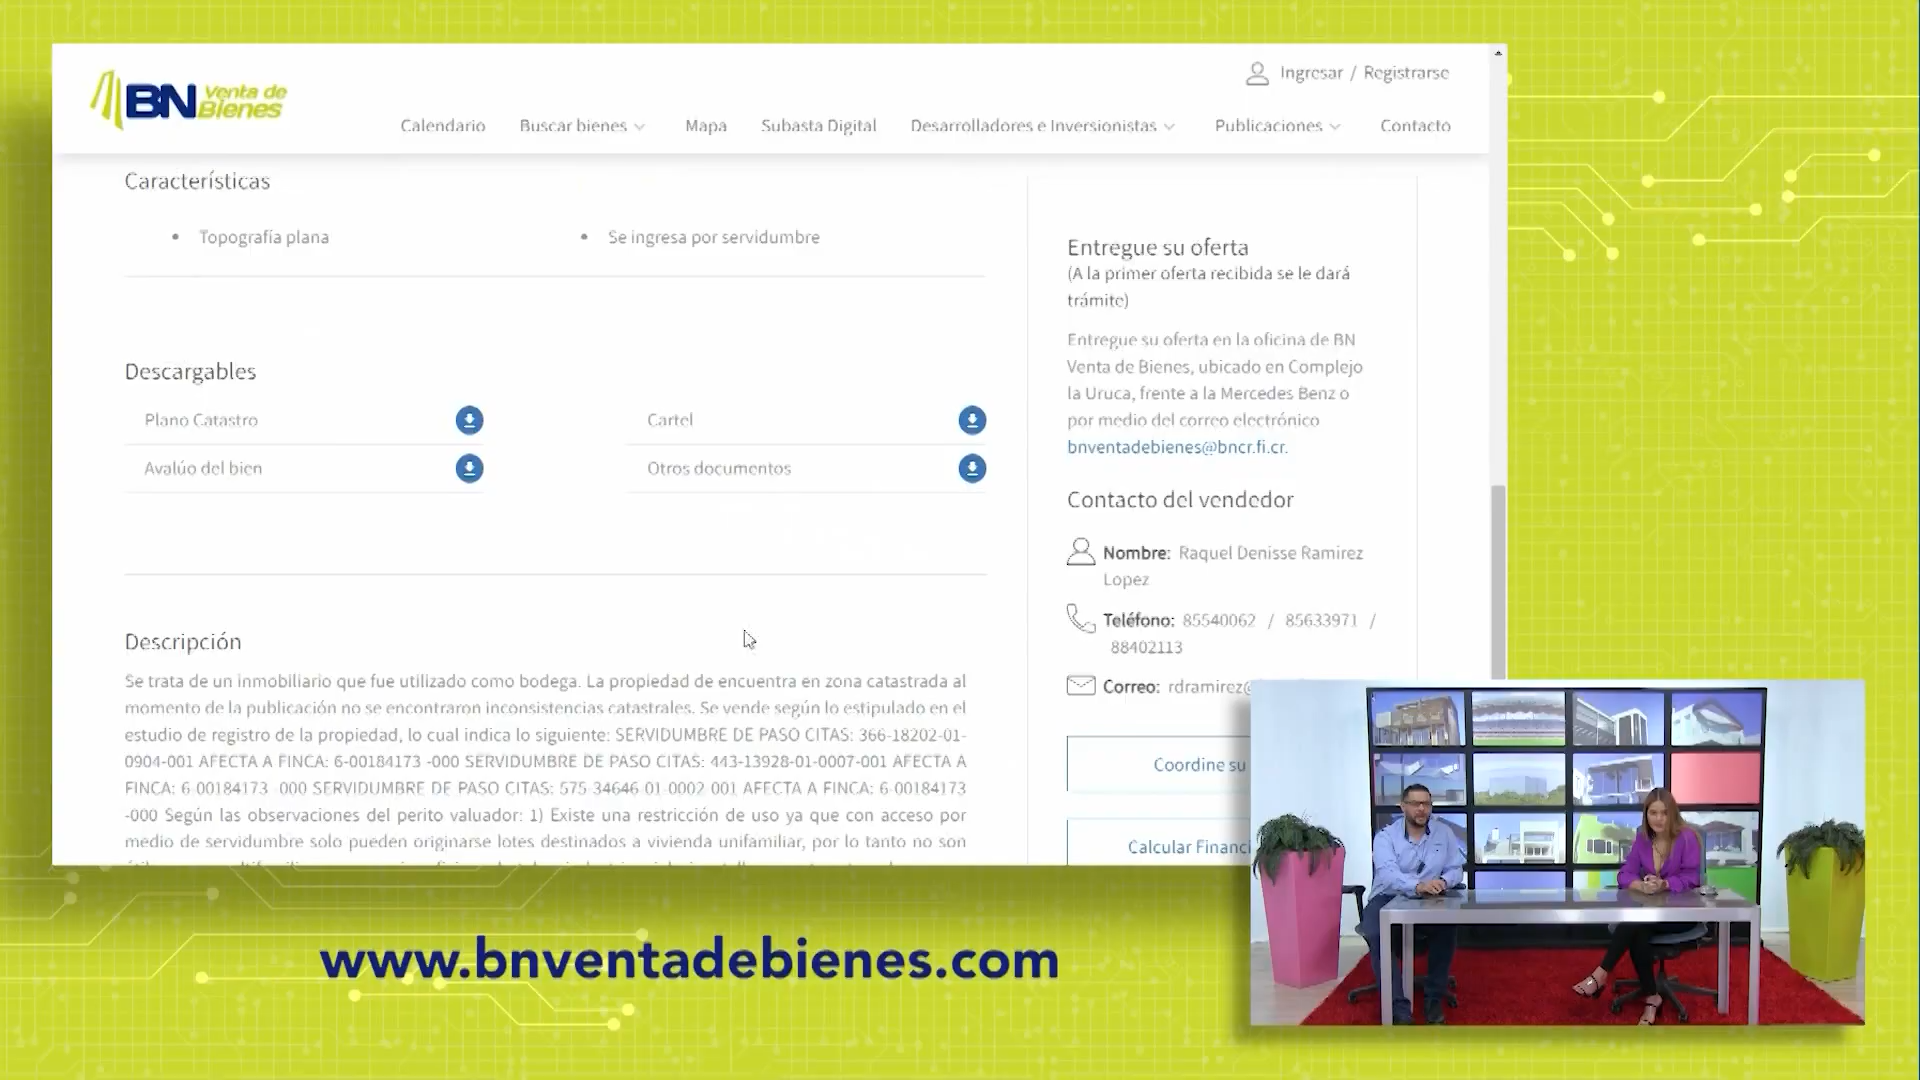 BN Venta de Bienes
Ingresar / Registrarse
Calendario Buscar bienes Mapa Subasta Digital Desarrolladores e Inversionistas Publicaciones Contacto
Características
• Topografía plana
• Se ingresa por servidumbre
Descargables
Plano Catastro
Cartel
Avalúo del bien
Otros documentos
Descripción
Se trata de un inmobiliario que fue utilizado como bodega. La propiedad de encuentra en zona catastrada al
momento de la publicación no se encontraron inconsistencias catastrales. Se vende según lo estipulado en el
estudio de registro de la propiedad, lo cual indica lo siguiente: SERVIDUMBRE DE PASO CITAS: 366-18202-01-
0904-001 AFECTA A FINCA: 6-00184173 -000 SERVIDUMBRE DE PASO CITAS: 443-13928-01-0007-001 AFECTA A
FINCA: 6-00184173 -000 SERVIDUMBRE DE PASO CITAS: 575-34646-01-0002-001 AFECTA A FINCA: 6-00184173
-000 Según las observaciones del perito valuador: 1) Existe una restricción de uso ya que con acceso por
medio de servidumbre solo pueden originarse lotes destinados a vivienda unifamiliar, por lo tanto no son
Entregue su oferta
(A la primer oferta recibida se le dará
trámite)
Entregue su oferta en la oficina de BN
Venta de Bienes, ubicado en Complejo
la Uruca, frente a la Mercedes Benz o
por medio del correo electrónico
bnventadebienes@bncr.fi.cr.
Contacto del vendedor
Nombre: Raquel Denisse Ramirez
Lopez
Teléfono: 85540062 / 85633971 /
88402113
Correo: rdramirez@
Coordine su
Calcular Financi
www.bnventadebienes.com